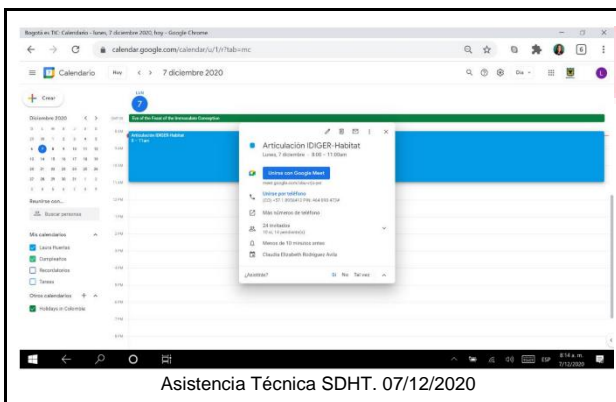 Bogotá es TIC: Calendario - lunes, 7 diciembre 2020, hoy - Google Chrome
calendar.google.com/calendar/u/1/r?tab=mc
6
Calendario
Hoy
7 diciembre 2020
Día
L
Crear
LUN
7
Diciembre 2020
Eve of the Feast of the Immaculate Conception
Articulación IDIGER-Habitat
8 – 11am
Articulación IDIGER-Habitat
Lunes, 7 diciembre · 8:00 – 11:00am
Unirse con Google Meet
Unirse por teléfono
Más números de teléfono
24 invitados
Menos de 10 minutos antes
Claudia Elizabeth Rodríguez Avila
¿Asistirás?
Sí No Tal vez
Reunirse con...
Buscar personas
Mis calendarios
Laura Huertas
Cumpleaños
Recordatorios
Tareas
Otros calendarios
Holidays in Colombia
ESP
8:14 a. m.
7/12/2020
Asistencia Técnica SDHT. 07/12/2020